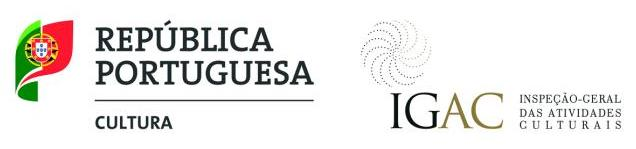 REPÚBLICA
PORTUGUESA
CULTURA
IGAC
INSPEÇÃO-GERAL
DAS ATIVIDADES
CULTURAIS